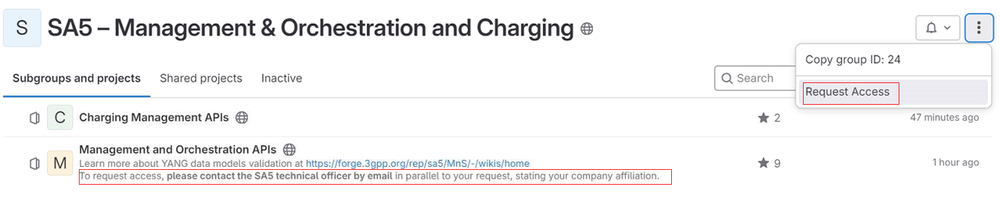 S
SA5 – Management & Orchestration and Charging
Copy group ID: 24
Request Access
Subgroups and projects
Shared projects
Inactive
Search
C
Charging Management APIs
2
47 minutes ago
M
Management and Orchestration APIs
Learn more about YANG data models validation at https://forge.3gpp.org/rep/sa5/MnS/-/wikis/home
To request access, please contact the SA5 technical officer by email in parallel to your request, stating your company affiliation.
9
1 hour ago